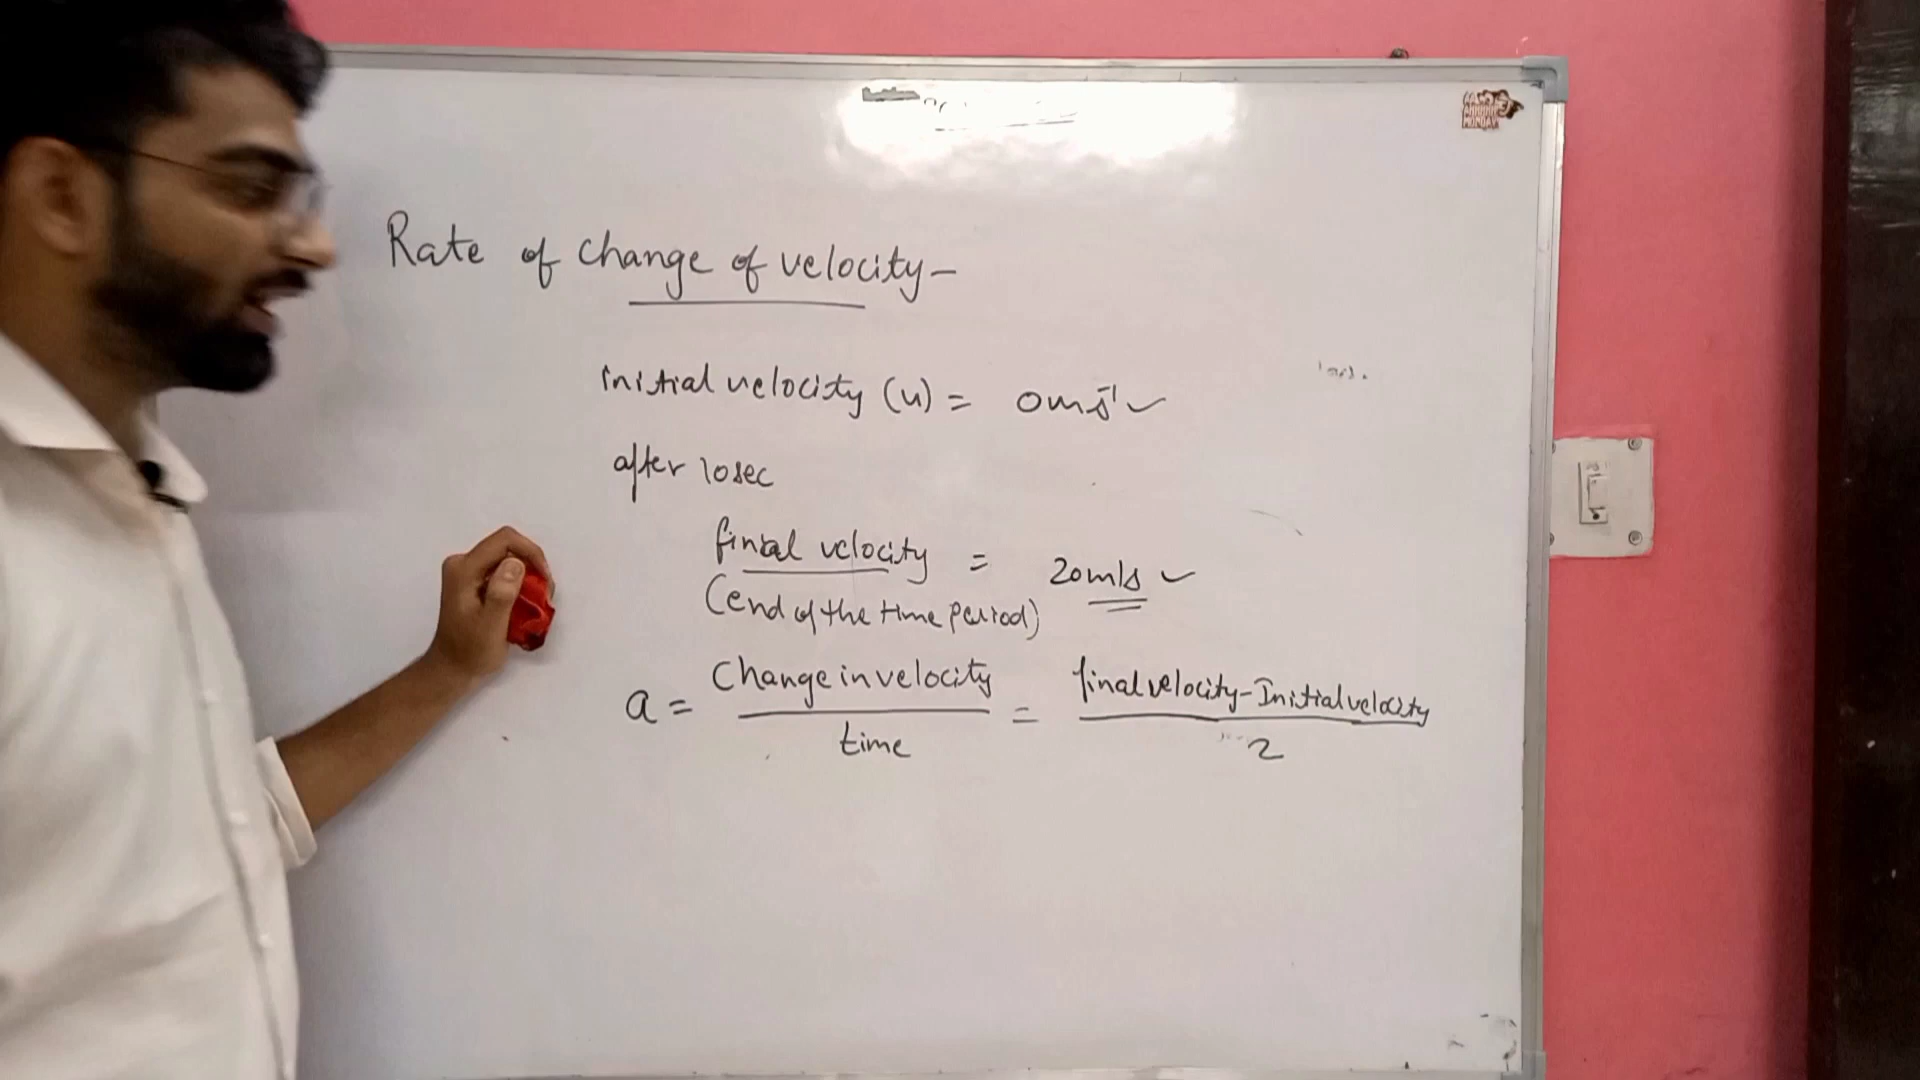 Rate of change of velocity-
initial velocity (u) = 0ms⁻¹ ✓
after 10sec
final velocity = 20m/s ✓
(end of the time period)
a = Change in velocity / time = final velocity - Initial velocity / 2